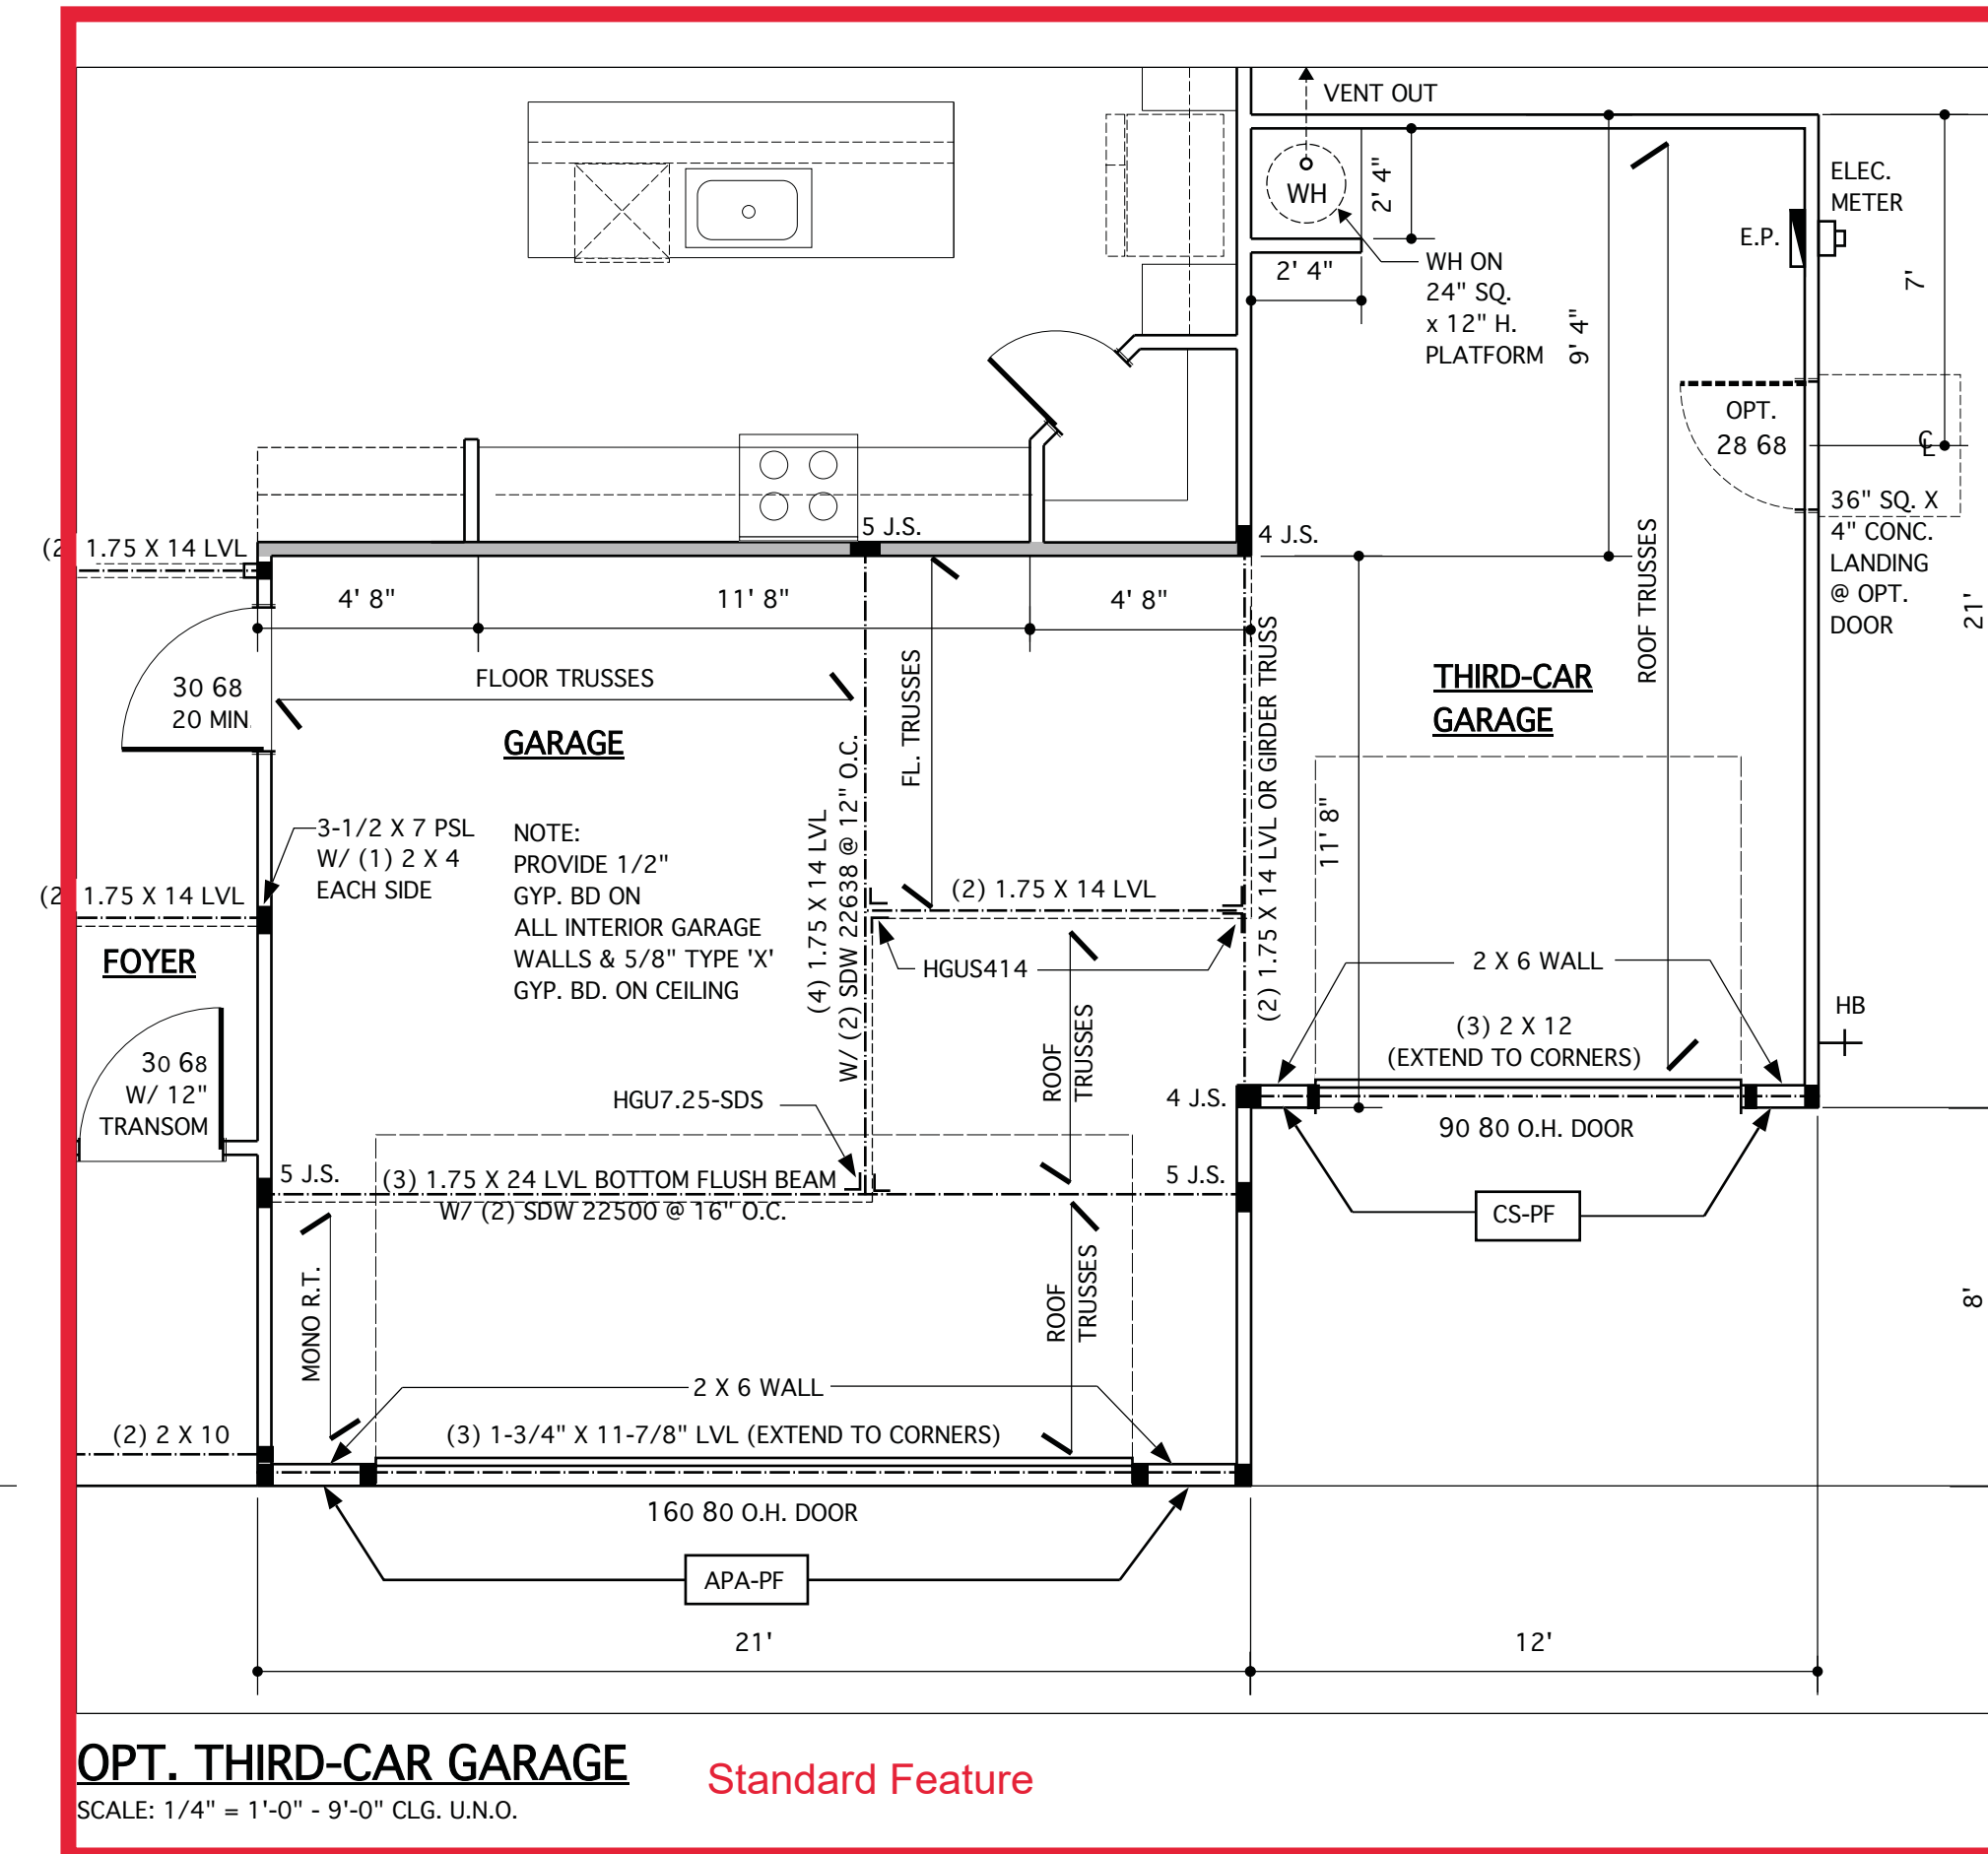 VENT OUT
ELEC.
METER
E.P.
WH
2' 4"
2' 4"
WH ON
24" SQ.
x 12" H.
PLATFORM
9' 4"
7'
OPT.
28 68
CL
36" SQ. X
4" CONC.
LANDING
@ OPT.
DOOR
21'
ROOF TRUSSES
5 J.S.
4 J.S.
(2) 1.75 X 14 LVL
4' 8"
11' 8"
4' 8"
FLOOR TRUSSES
30 68
20 MIN.
GARAGE
FL. TRUSSES
(2) 1.75 X 14 LVL OR GIRDER TRUSS
THIRD-CAR
GARAGE
11' 8"
3-1/2 X 7 PSL
W/ (1) 2 X 4
EACH SIDE
NOTE:
PROVIDE 1/2"
GYP. BD ON
ALL INTERIOR GARAGE
WALLS & 5/8" TYPE 'X'
GYP. BD. ON CEILING
(4) 1.75 X 14 LVL
W/ (2) SDW 22638 @ 12" O.C.
(2) 1.75 X 14 LVL
(2) 1.75 X 14 LVL
FOYER
HGUS414
2 X 6 WALL
(3) 2 X 12
(EXTEND TO CORNERS)
HB
30 68
W/ 12"
TRANSOM
ROOF
TRUSSES
HGU7.25-SDS
4 J.S.
90 80 O.H. DOOR
5 J.S.
(3) 1.75 X 24 LVL BOTTOM FLUSH BEAM
W/ (2) SDW 22500 @ 16" O.C.
5 J.S.
CS-PF
MONO R.T.
ROOF
TRUSSES
8'
2 X 6 WALL
(2) 2 X 10
(3) 1-3/4" X 11-7/8" LVL (EXTEND TO CORNERS)
160 80 O.H. DOOR
APA-PF
21'
12'
OPT. THIRD-CAR GARAGE
Standard Feature
SCALE: 1/4" = 1'-0" - 9'-0" CLG. U.N.O.